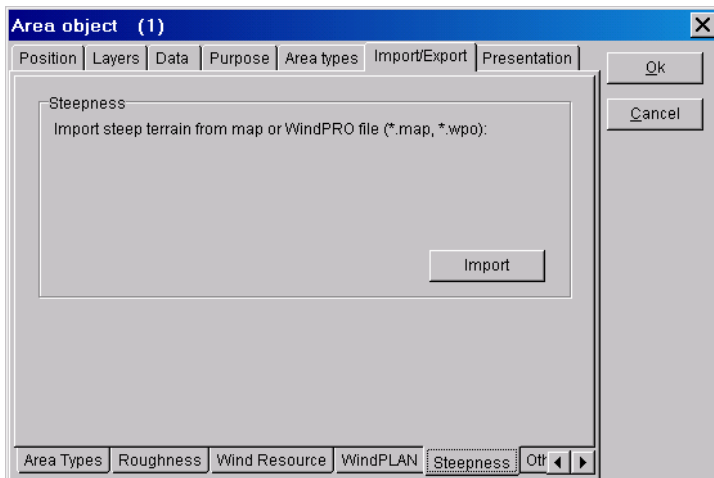 Area object (1)
Position Layers Data Purpose Area types Import/Export Presentation
Ok
Cancel
Steepness
Import steep terrain from map or WindPRO file (*.map, *.wpo):
Import
Area Types Roughness Wind Resource WindPLAN Steepness Oth